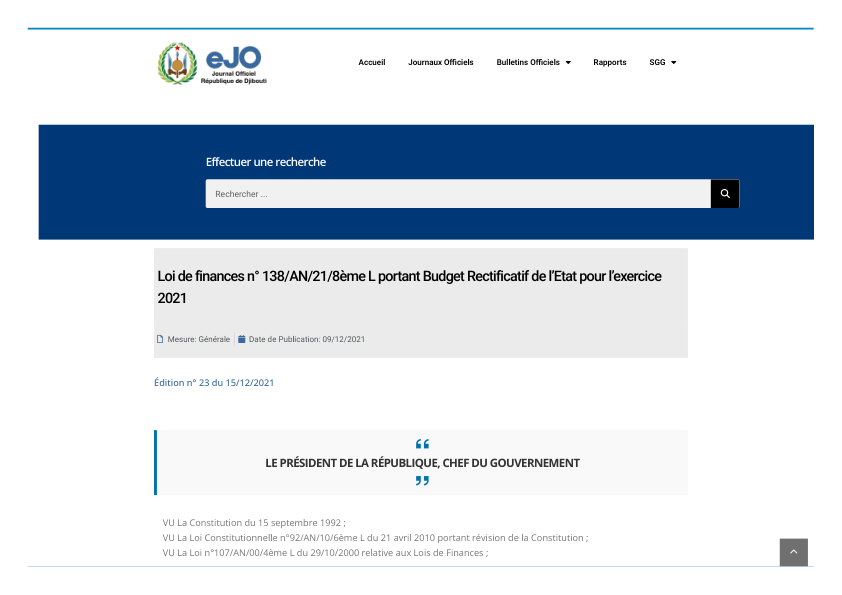 eJO
Journal Officiel
République de Djibouti
Accueil Journaux Officiels Bulletins Officiels Rapports SGG
Effectuer une recherche
Rechercher ...
Loi de finances n° 138/AN/21/8ème L portant Budget Rectificatif de l’Etat pour l’exercice
2021
Mesure: Générale Date de Publication: 09/12/2021
Édition n° 23 du 15/12/2021
“
LE PRÉSIDENT DE LA RÉPUBLIQUE, CHEF DU GOUVERNEMENT
”
VU La Constitution du 15 septembre 1992 ;
VU La Loi Constitutionnelle n°92/AN/10/6ème L du 21 avril 2010 portant révision de la Constitution ;
VU La Loi n°107/AN/00/4ème L du 29/10/2000 relative aux Lois de Finances ;